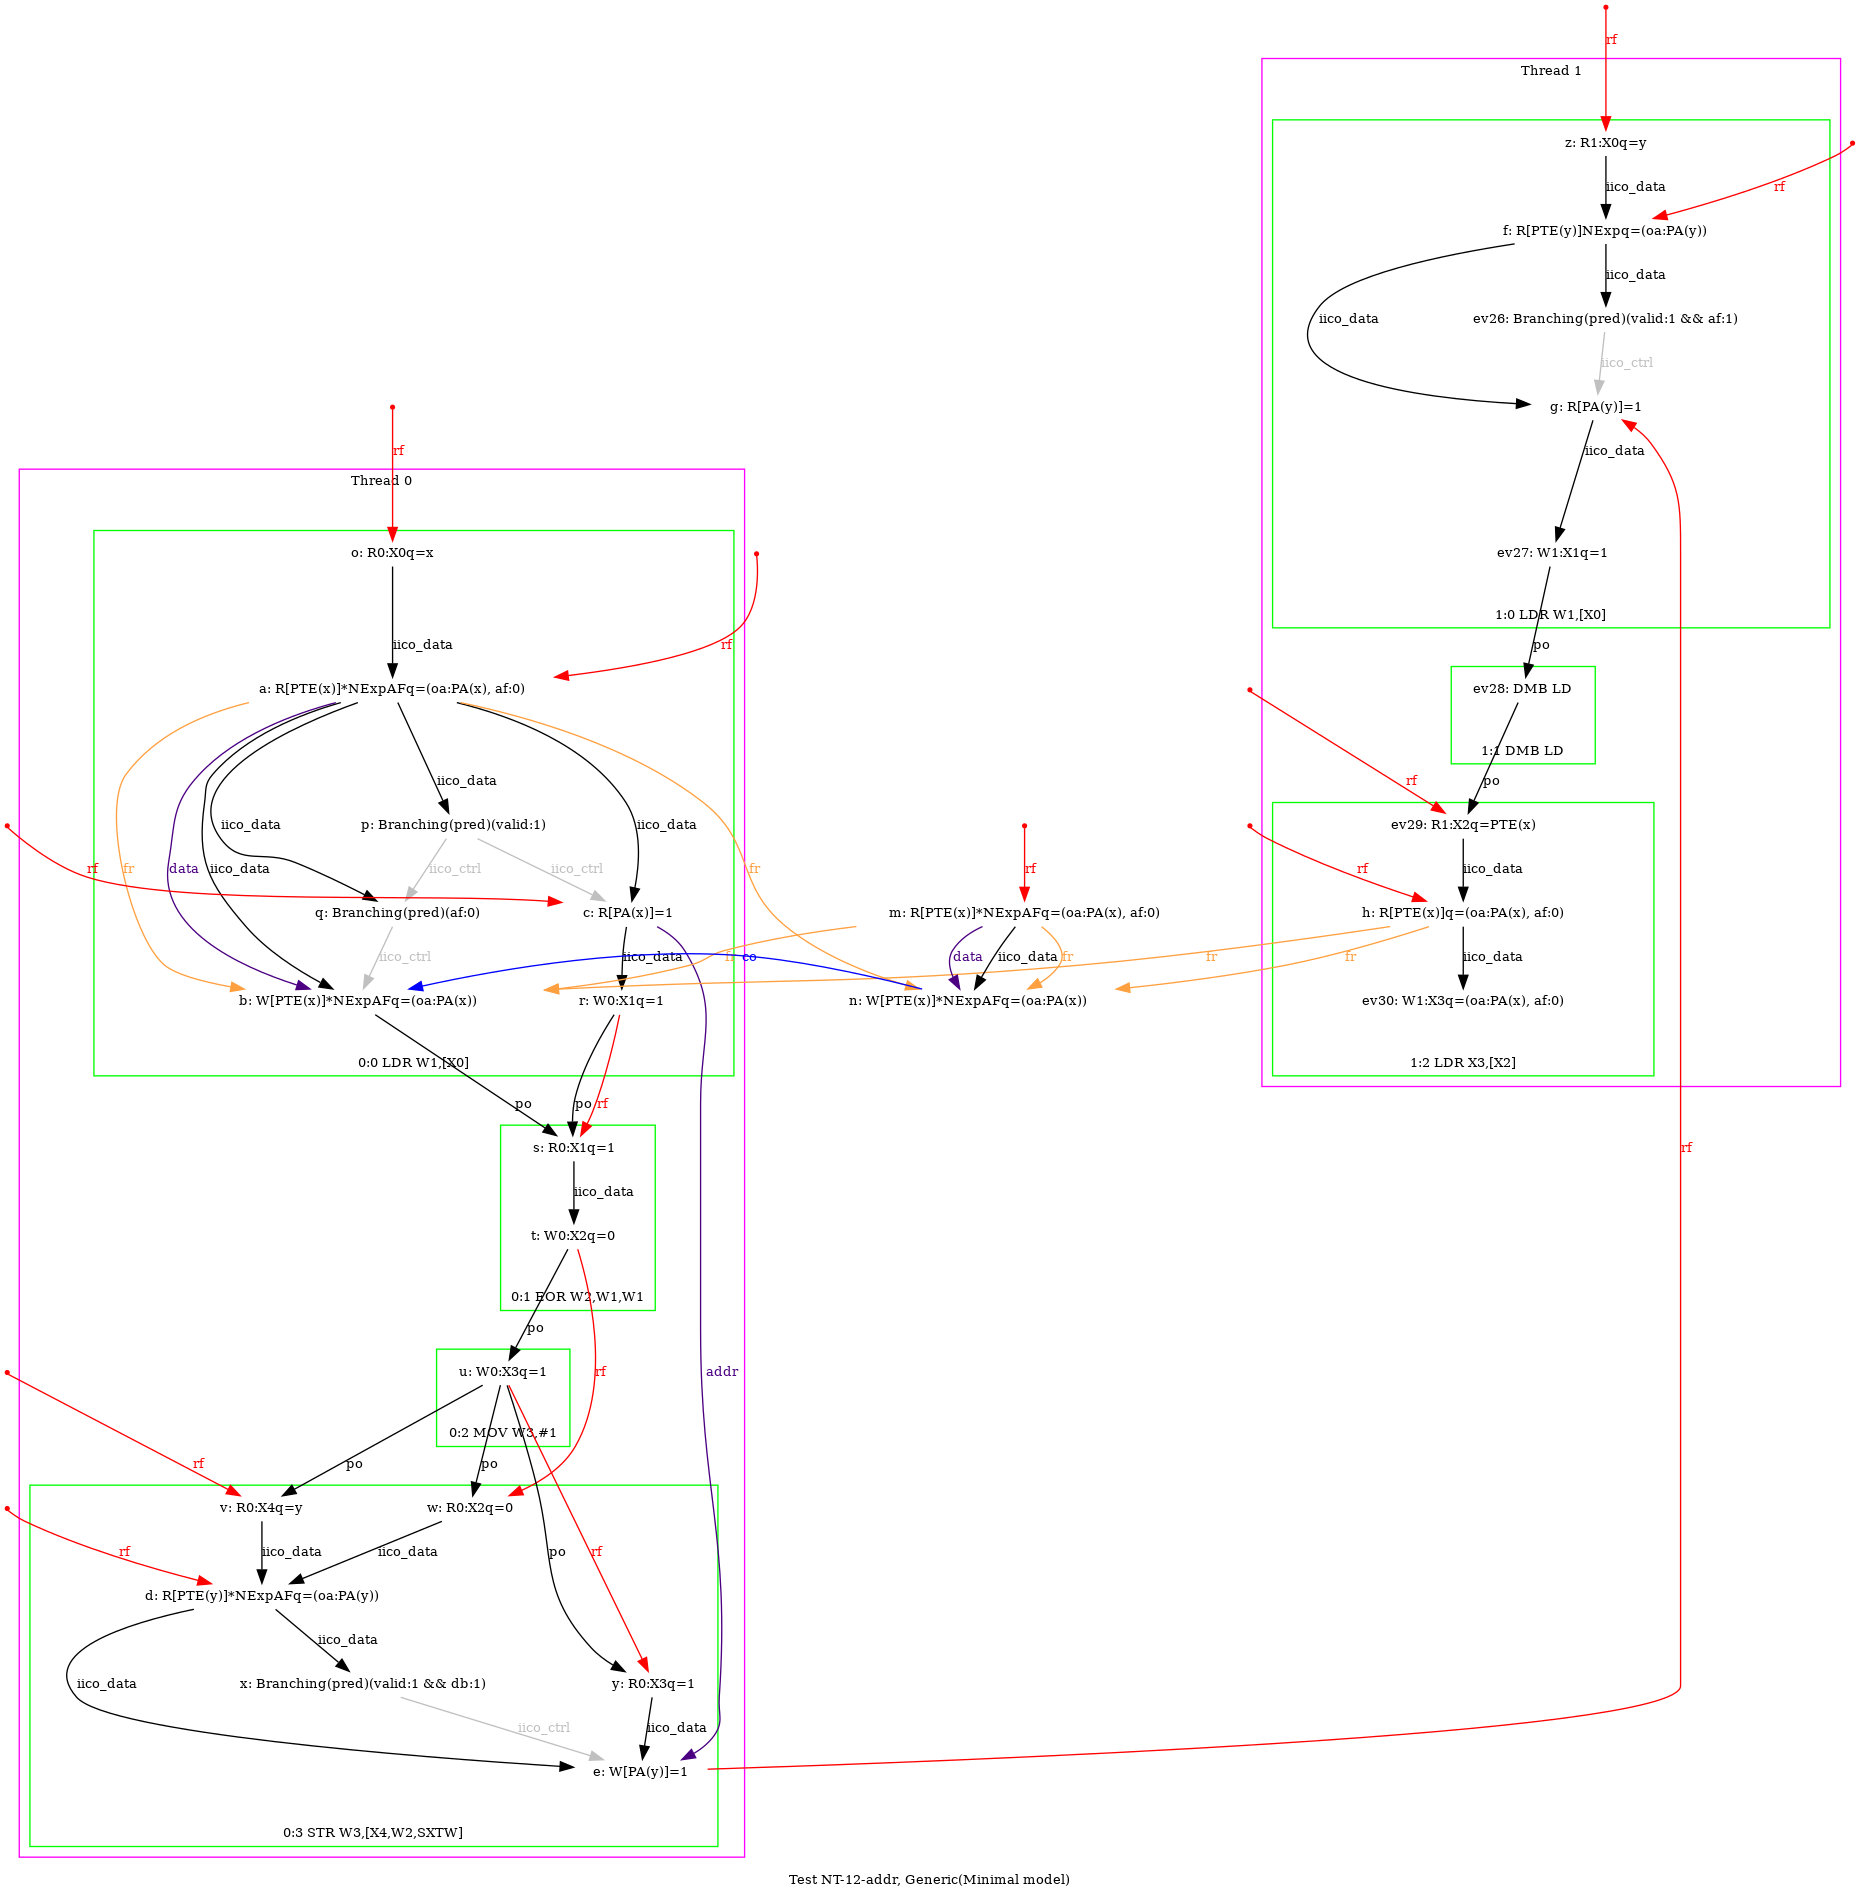 rf
Thread 1
z: R1:X0q=y
iico_data
rf
f: R[PTE(y)]NExpq=(oa:PA(y))
iico_data
iico_data
ev26: Branching(pred)(valid:1 && af:1)
iico_ctrl
g: R[PA(y)]=1
iico_data
ev27: W1:X1q=1
1:0 LDR W1,[X0]
po
ev28: DMB LD
1:1 DMB LD
po
rf
ev29: R1:X2q=PTE(x)
rf
iico_data
h: R[PTE(x)]q=(oa:PA(x), af:0)
iico_data
fr
fr
ev30: W1:X3q=(oa:PA(x), af:0)
1:2 LDR X3,[X2]
rf
rf
Thread 0
o: R0:X0q=x
iico_data
rf
a: R[PTE(x)]*NExpAFq=(oa:PA(x), af:0)
iico_data
p: Branching(pred)(valid:1)
iico_data
iico_data
rf
fr
data
iico_data
iico_ctrl
iico_ctrl
fr
q: Branching(pred)(af:0)
c: R[PA(x)]=1
iico_ctrl
iico_data
fr
co
rf
m: R[PTE(x)]*NExpAFq=(oa:PA(x), af:0)
data
iico_data
fr
b: W[PTE(x)]*NExpAFq=(oa:PA(x))
r: W0:X1q=1
n: W[PTE(x)]*NExpAFq=(oa:PA(x))
0:0 LDR W1,[X0]
po
po
rf
s: R0:X1q=1
iico_data
t: W0:X2q=0
0:1 EOR W2,W1,W1
po
u: W0:X3q=1
rf
addr
0:2 MOV W3,#1
rf
po
po
v: R0:X4q=y
w: R0:X2q=0
rf
iico_data
iico_data
po
rf
d: R[PTE(y)]*NExpAFq=(oa:PA(y))
iico_data
iico_data
x: Branching(pred)(valid:1 && db:1)
y: R0:X3q=1
iico_ctrl
iico_data
e: W[PA(y)]=1
0:3 STR W3,[X4,W2,SXTW]
Test NT-12-addr, Generic(Minimal model)